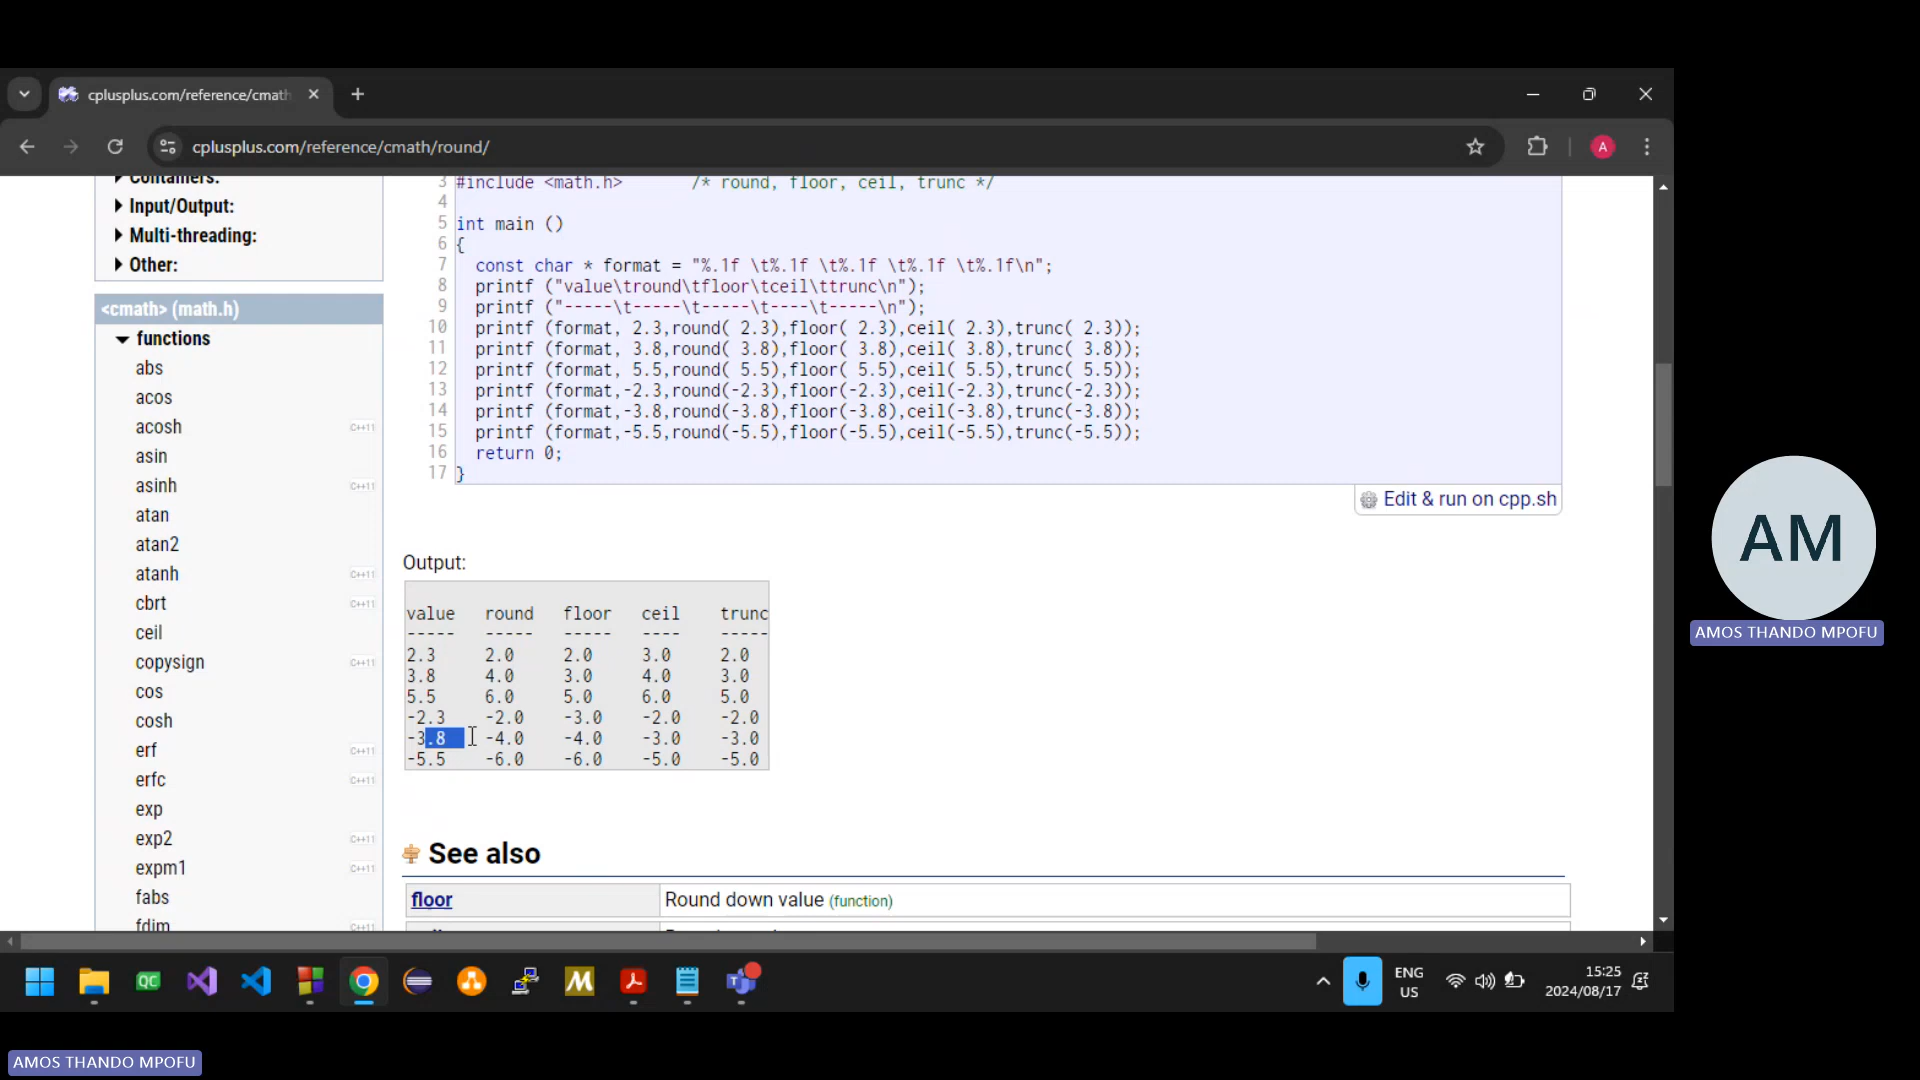 cplusplus.com/reference/cmath
cplusplus.com/reference/cmath/round/
A
Containers:
Input/Output:
Multi-threading:
Other:
<cmath> (math.h)
functions
abs
acos
acosh C++11
asin
asinh C++11
atan
atan2
atanh C++11
cbrt C++11
ceil
copysign C++11
cos
cosh
erf C++11
erfc C++11
exp
exp2 C++11
expm1 C++11
fabs
fdim C++11
3 #include <math.h> /* round, floor, ceil, trunc */
4
5 int main ()
6 {
7 const char * format = "%.1f \t%.1f \t%.1f \t%.1f \t%.1f\n";
8 printf ("value\tround\tfloor\tceil\ttrunc\n");
9 printf ("-----\t-----\t-----\t----\t-----\n");
10 printf (format, 2.3,round( 2.3),floor( 2.3),ceil( 2.3),trunc( 2.3));
11 printf (format, 3.8,round( 3.8),floor( 3.8),ceil( 3.8),trunc( 3.8));
12 printf (format, 5.5,round( 5.5),floor( 5.5),ceil( 5.5),trunc( 5.5));
13 printf (format,-2.3,round(-2.3),floor(-2.3),ceil(-2.3),trunc(-2.3));
14 printf (format,-3.8,round(-3.8),floor(-3.8),ceil(-3.8),trunc(-3.8));
15 printf (format,-5.5,round(-5.5),floor(-5.5),ceil(-5.5),trunc(-5.5));
16 return 0;
17 }
Edit & run on cpp.sh
Output:
value round floor ceil trunc
----- ----- ----- ---- -----
2.3 2.0 2.0 3.0 2.0
3.8 4.0 3.0 4.0 3.0
5.5 6.0 5.0 6.0 5.0
-2.3 -2.0 -3.0 -2.0 -2.0
-3.8 -4.0 -4.0 -3.0 -3.0
-5.5 -6.0 -6.0 -5.0 -5.0
See also
floor Round down value (function)
QC
M
ENG
US
15:25
2024/08/17
AM
AMOS THANDO MPOFU
AMOS THANDO MPOFU